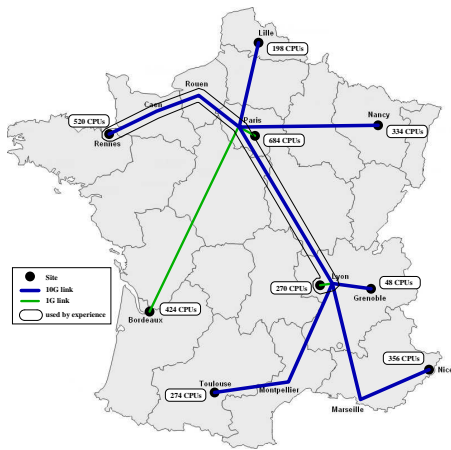 Lille
198 CPUs
Rouen
Caen
520 CPUs
Rennes
Paris
Nancy
334 CPUs
684 CPUs
Lyon
270 CPUs
48 CPUs
Grenoble
Site
10G link
1G link
used by experience
424 CPUs
Bordeaux
356 CPUs
Nice
Toulouse
274 CPUs
Montpellier
Marseille